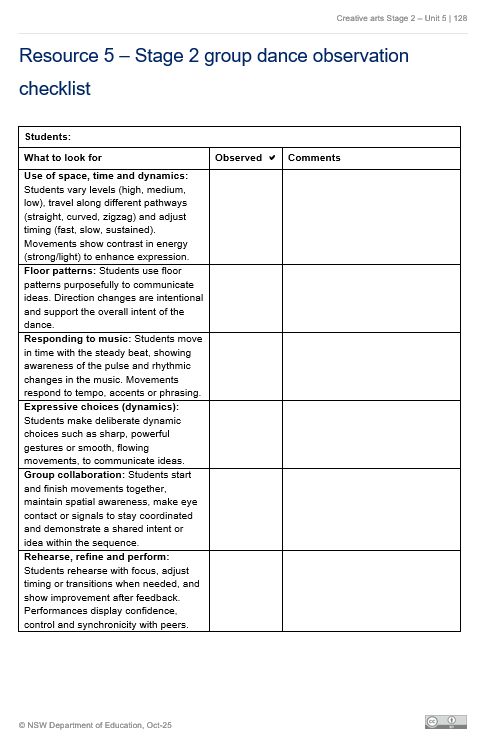 Creative arts Stage 2 – Unit 5 | 128
Resource 5 – Stage 2 group dance observation
checklist
Students:
What to look for
Observed ✔
Comments
Use of space, time and dynamics:
Students vary levels (high, medium,
low), travel along different pathways
(straight, curved, zigzag) and adjust
timing (fast, slow, sustained).
Movements show contrast in energy
(strong/light) to enhance expression.
Floor patterns: Students use floor
patterns purposefully to communicate
ideas. Direction changes are intentional
and support the overall intent of the
dance.
Responding to music: Students move
in time with the steady beat, showing
awareness of the pulse and rhythmic
changes in the music. Movements
respond to tempo, accents or phrasing.
Expressive choices (dynamics):
Students make deliberate dynamic
choices such as sharp, powerful
gestures or smooth, flowing
movements, to communicate ideas.
Group collaboration: Students start
and finish movements together,
maintain spatial awareness, make eye
contact or signals to stay coordinated
and demonstrate a shared intent or
idea within the sequence.
Rehearse, refine and perform:
Students rehearse with focus, adjust
timing or transitions when needed, and
show improvement after feedback.
Performances display confidence,
control and synchronicity with peers.
© NSW Department of Education, Oct-25